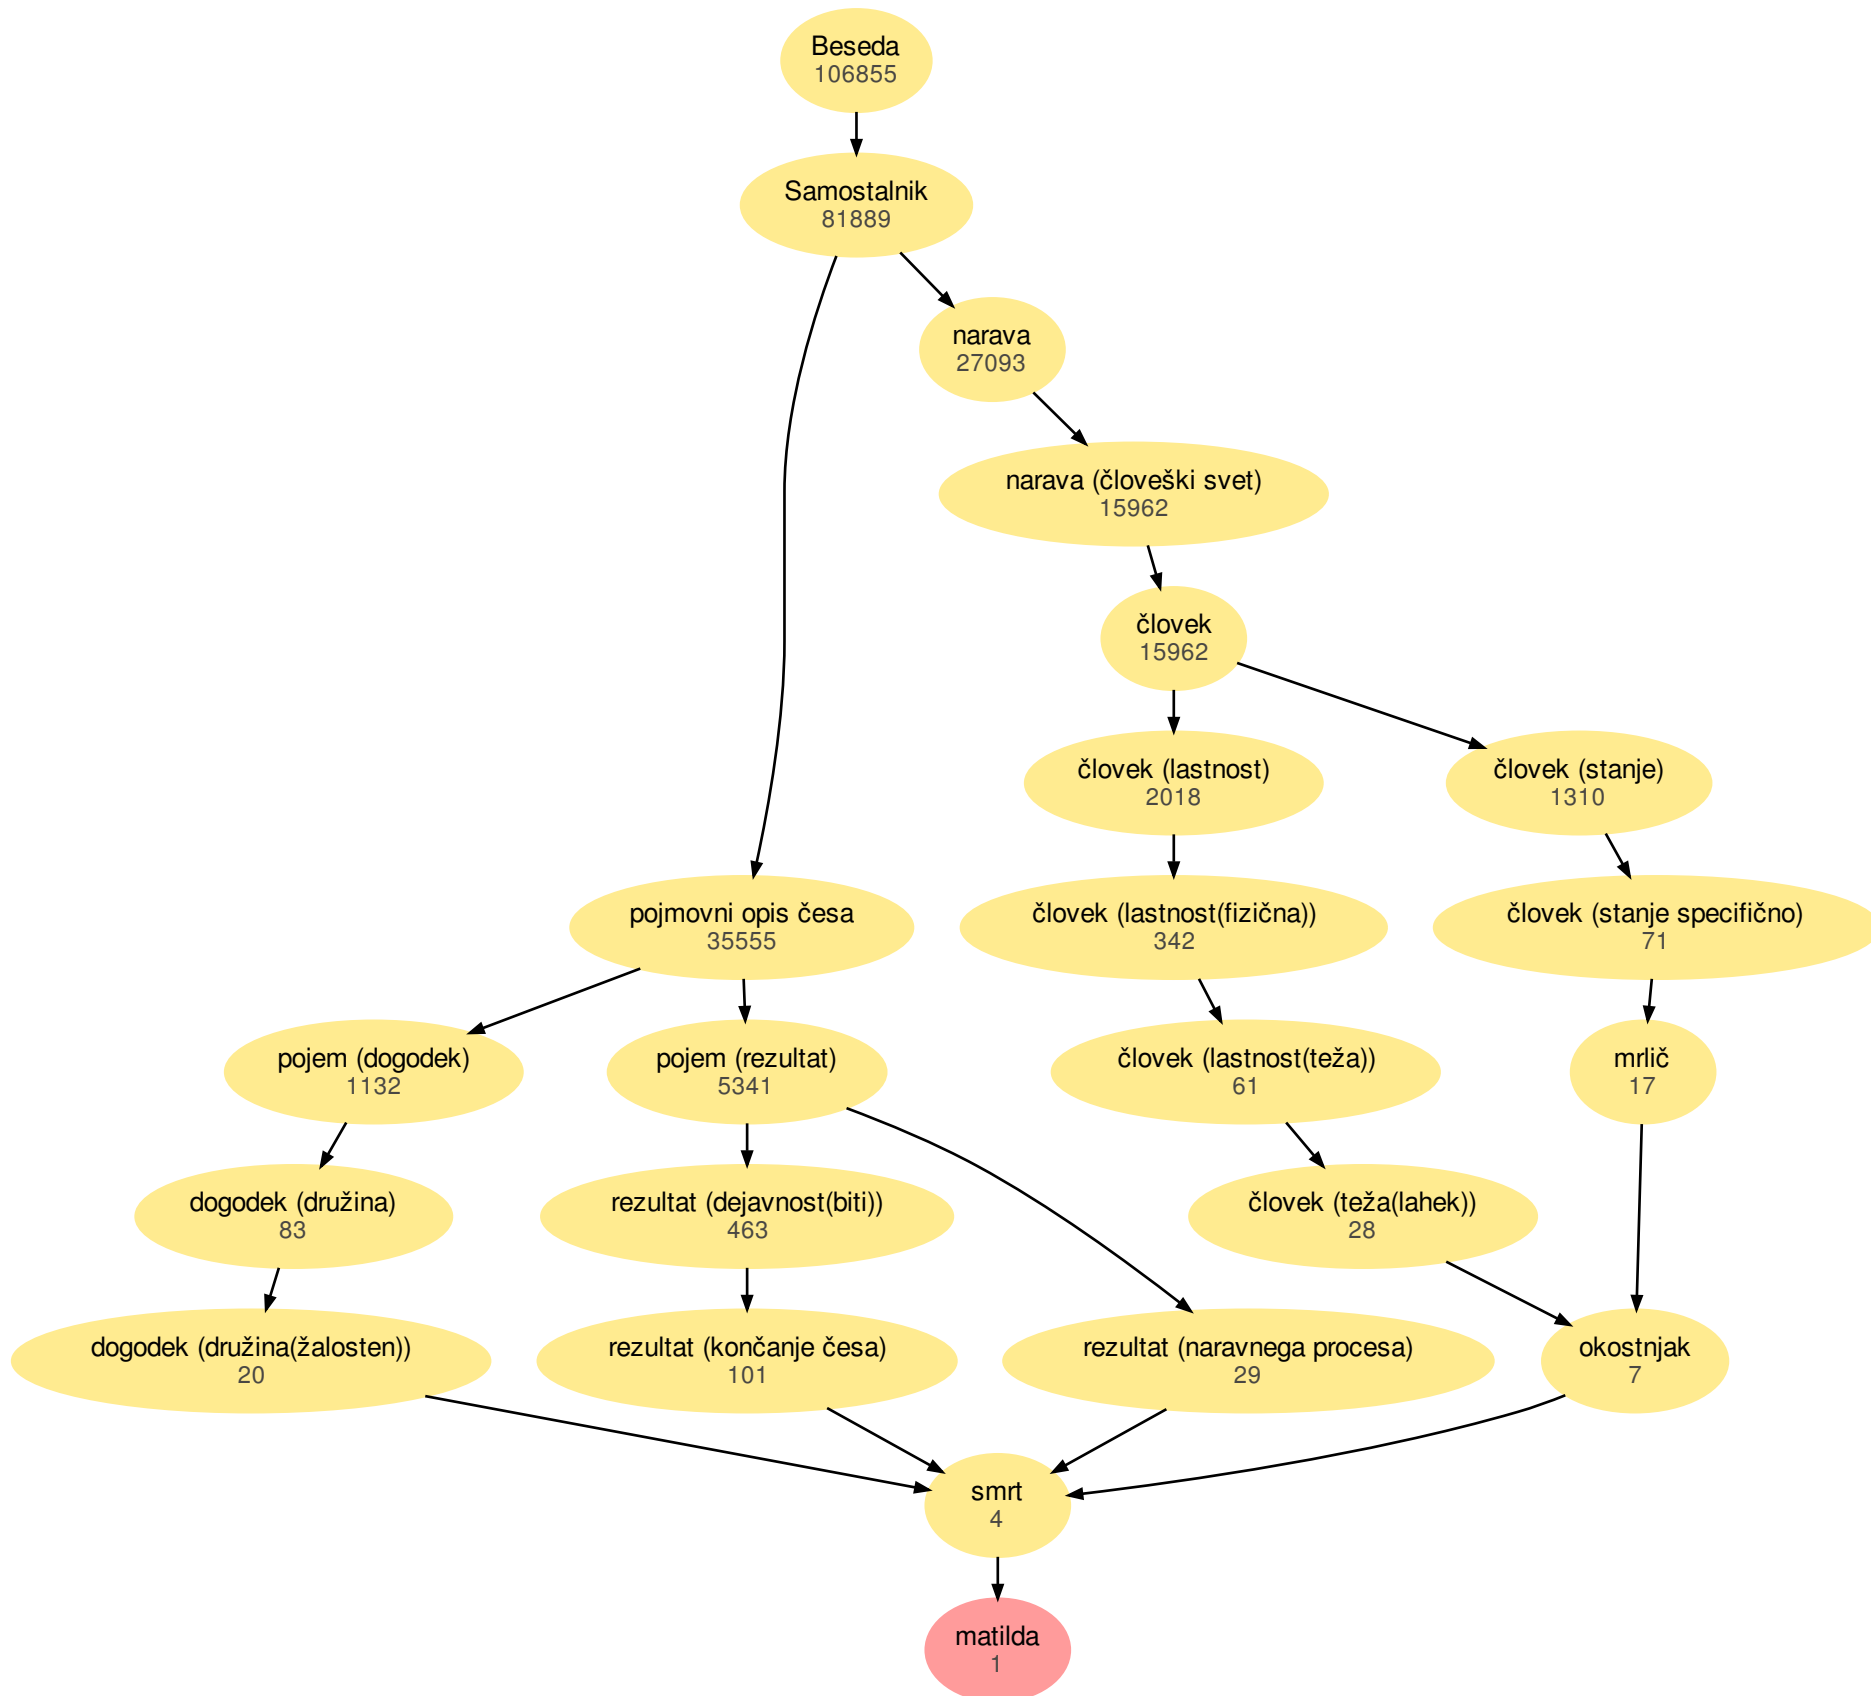 Beseda
106855
Samostalnik
81889
narava
27093
narava (človeški svet)
15962
človek
15962
človek (lastnost)
2018
človek (stanje)
1310
pojmovni opis česa
35555
človek (lastnost(fizična))
342
človek (stanje specifično)
71
pojem (dogodek)
1132
pojem (rezultat)
5341
človek (lastnost(teža))
61
mrlič
17
dogodek (družina)
83
rezultat (dejavnost(biti))
463
človek (teža(lahek))
28
dogodek (družina(žalosten))
20
rezultat (končanje česa)
101
rezultat (naravnega procesa)
29
okostnjak
7
smrt
4
matilda
1